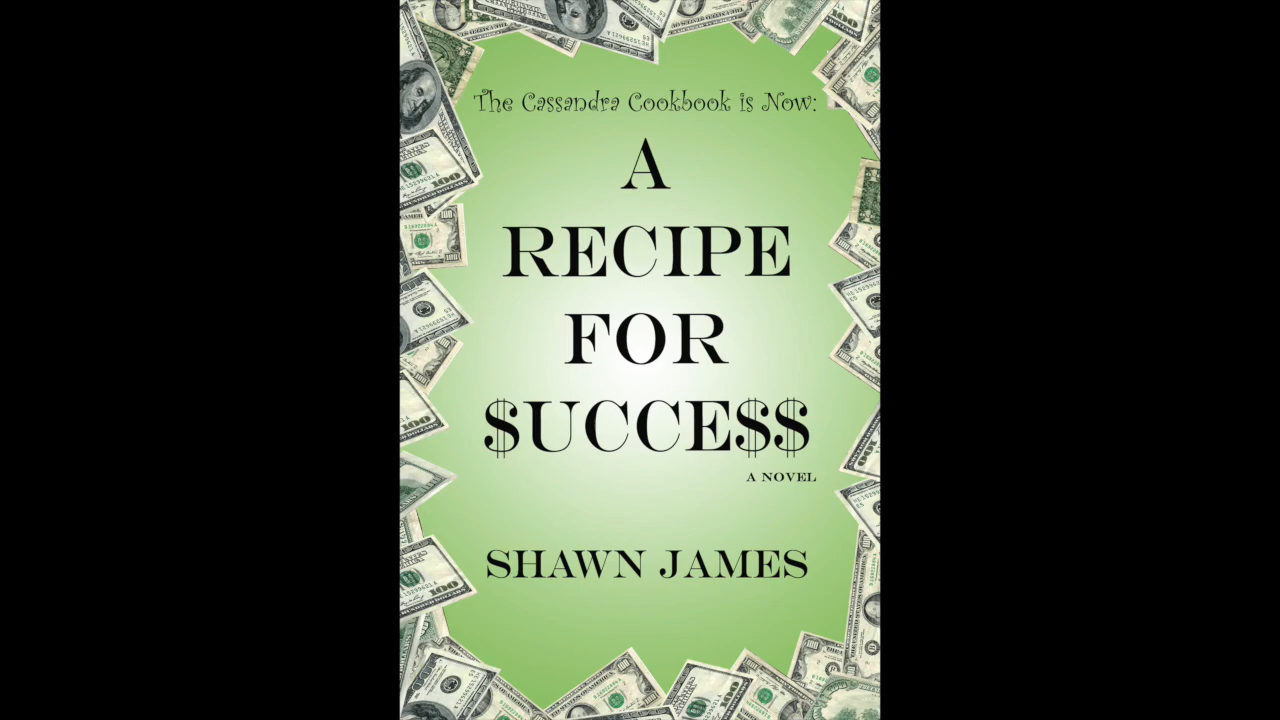 The Cassandra Cookbook is Now:
A
RECIPE
FOR
$UCCE$$
A NOVEL
SHAWN JAMES